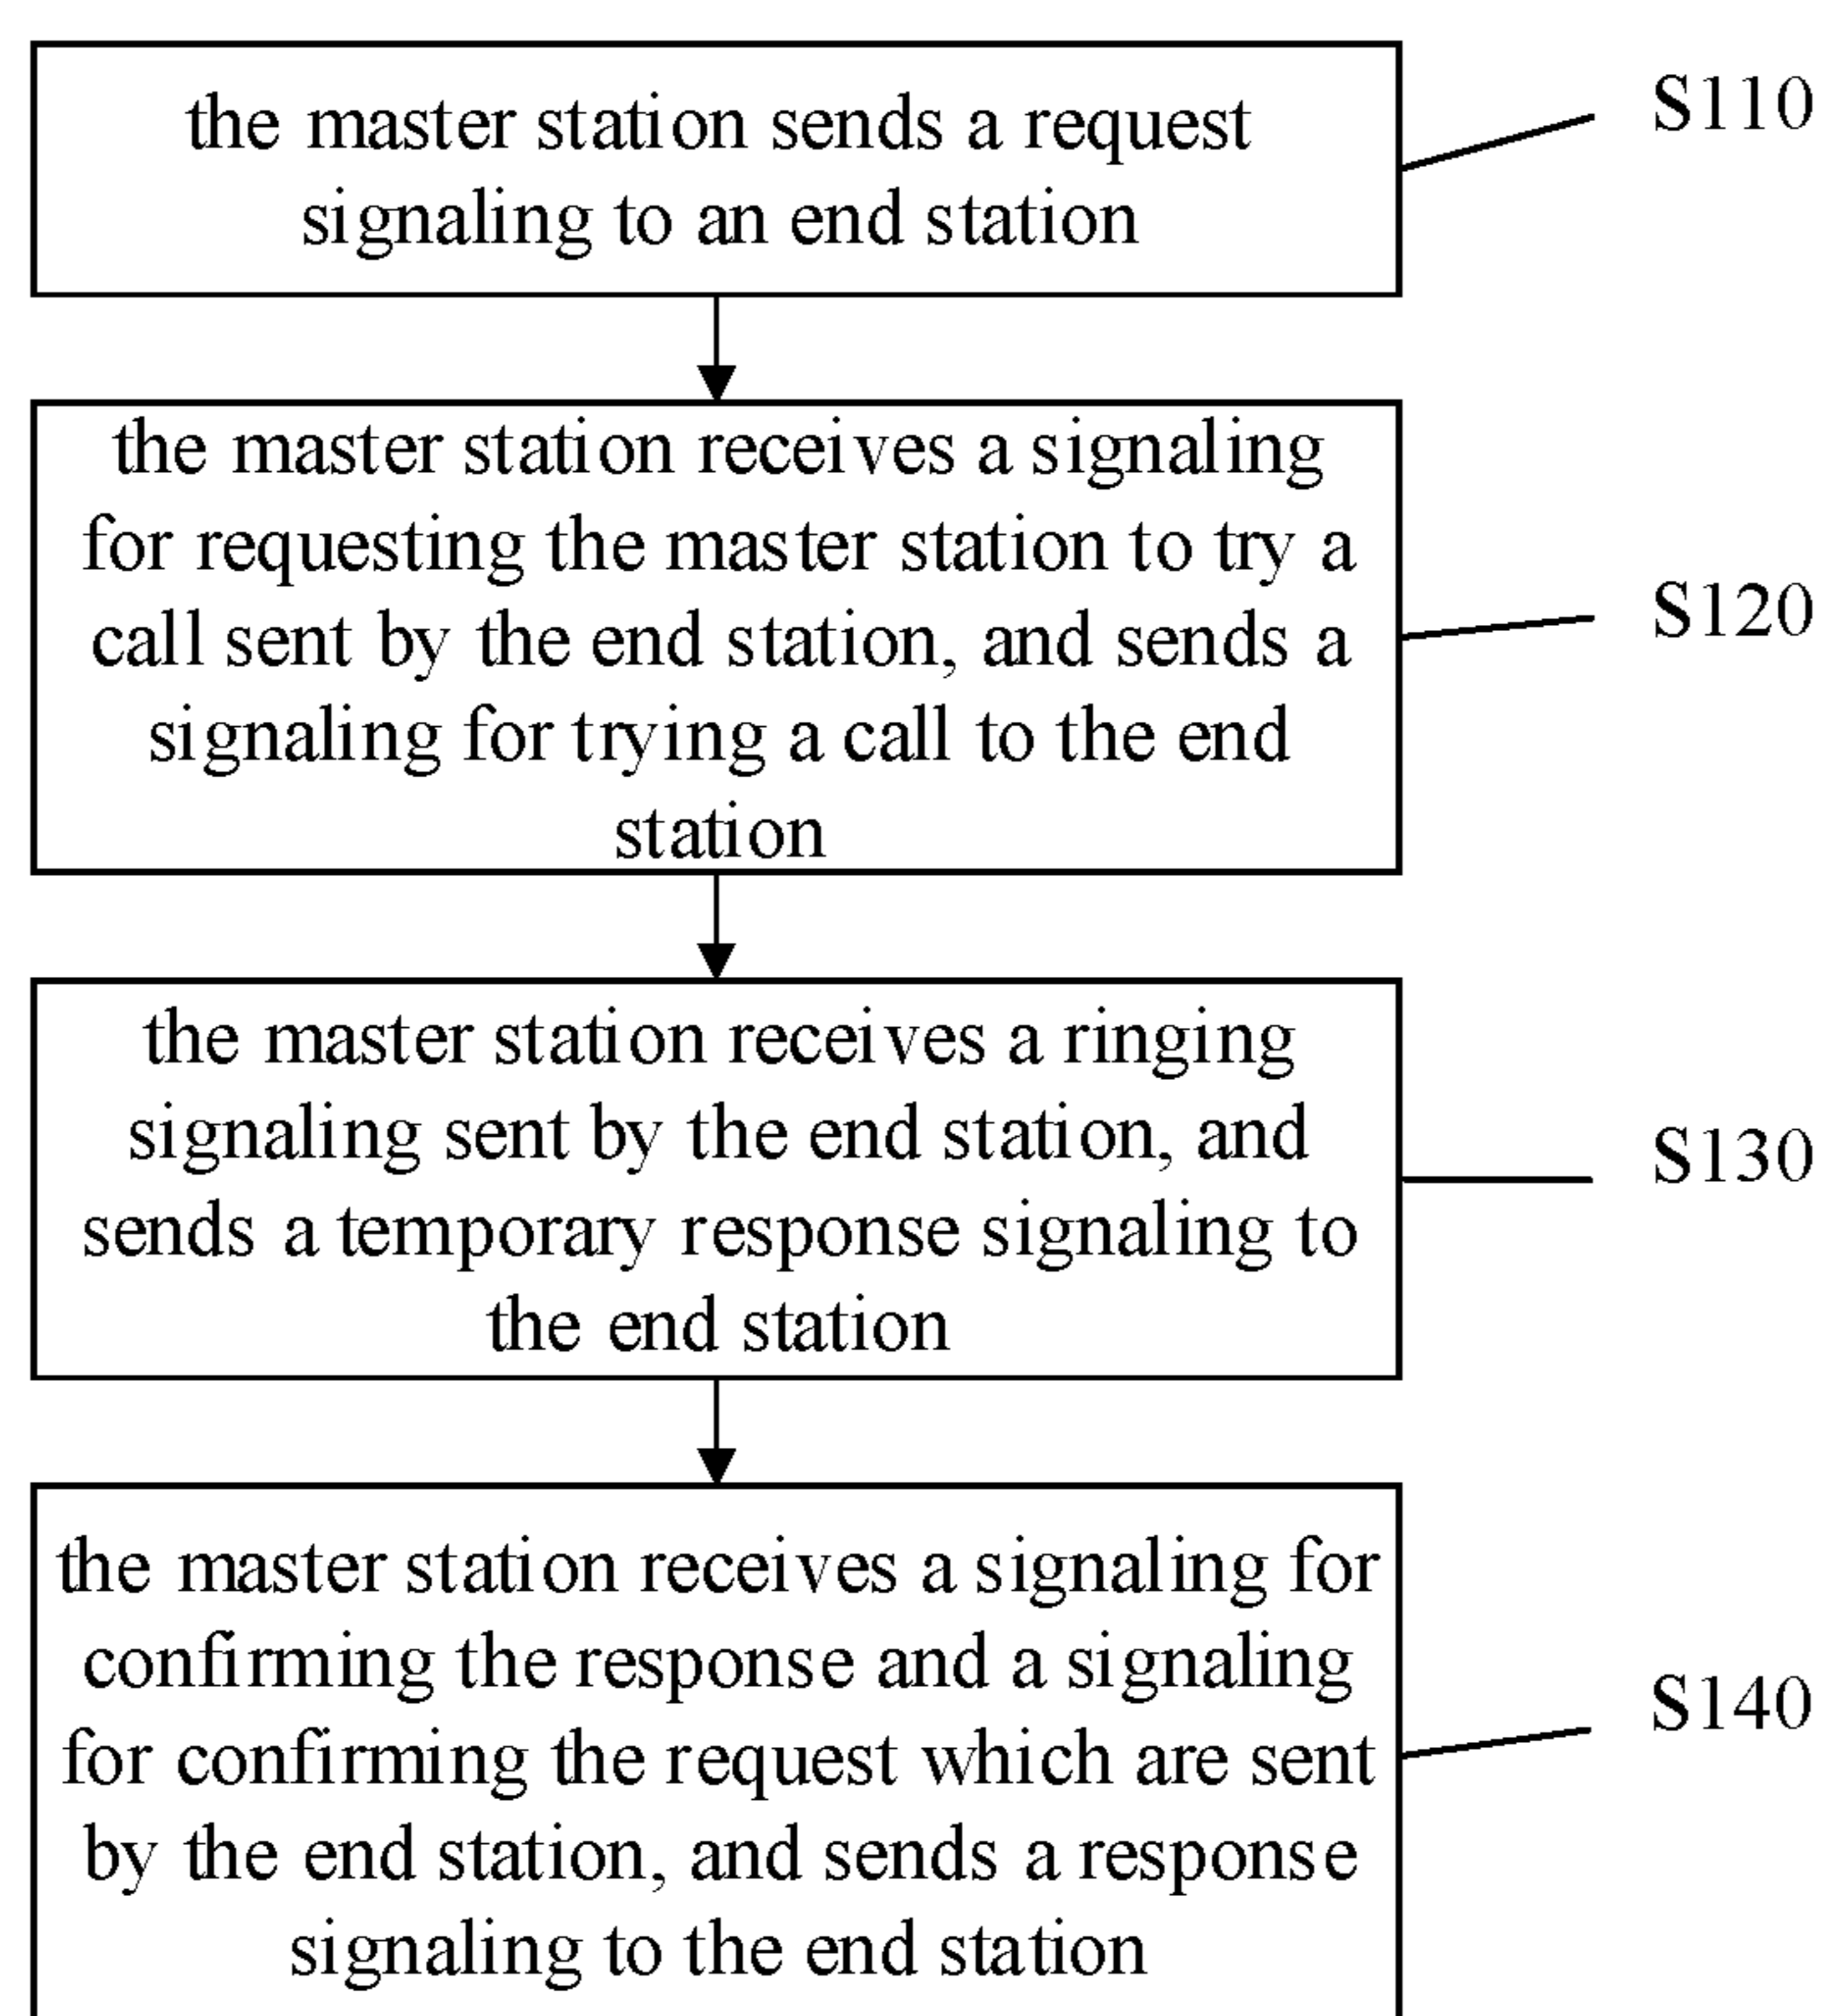 the master station sends a request
signaling to an end station
S110
the master station receives a signaling
for requesting the master station to try a
call sent by the end station, and sends a
signaling for trying a call to the end
station
S120
the master station receives a ringing
signaling sent by the end station, and
sends a temporary response signaling to
the end station
S130
the master station receives a signaling for
confirming the response and a signaling
for confirming the request which are sent
by the end station, and sends a response
signaling to the end station
S140